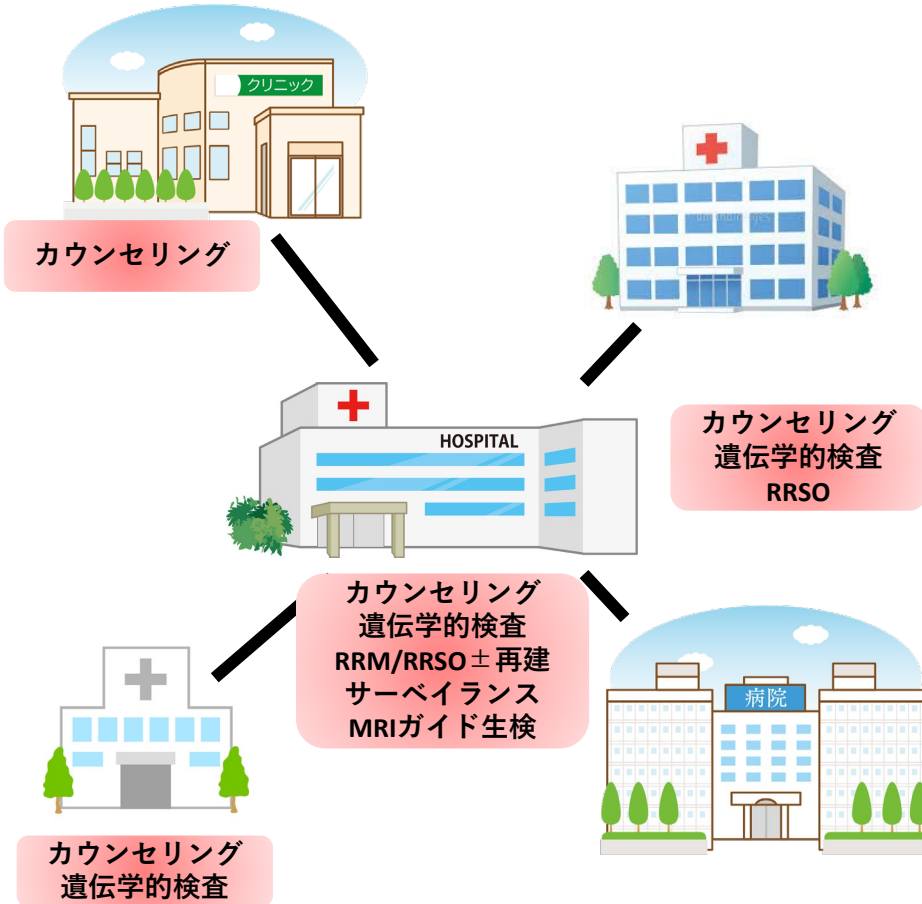 クリニック
カウンセリング
HOSPITAL
カウンセリング
遺伝学的検査
RRSO
カウンセリング
遺伝学的検査
RRM/RRSO±再建
サーベイランス
MRIガイド生検
病院
カウンセリング
遺伝学的検査